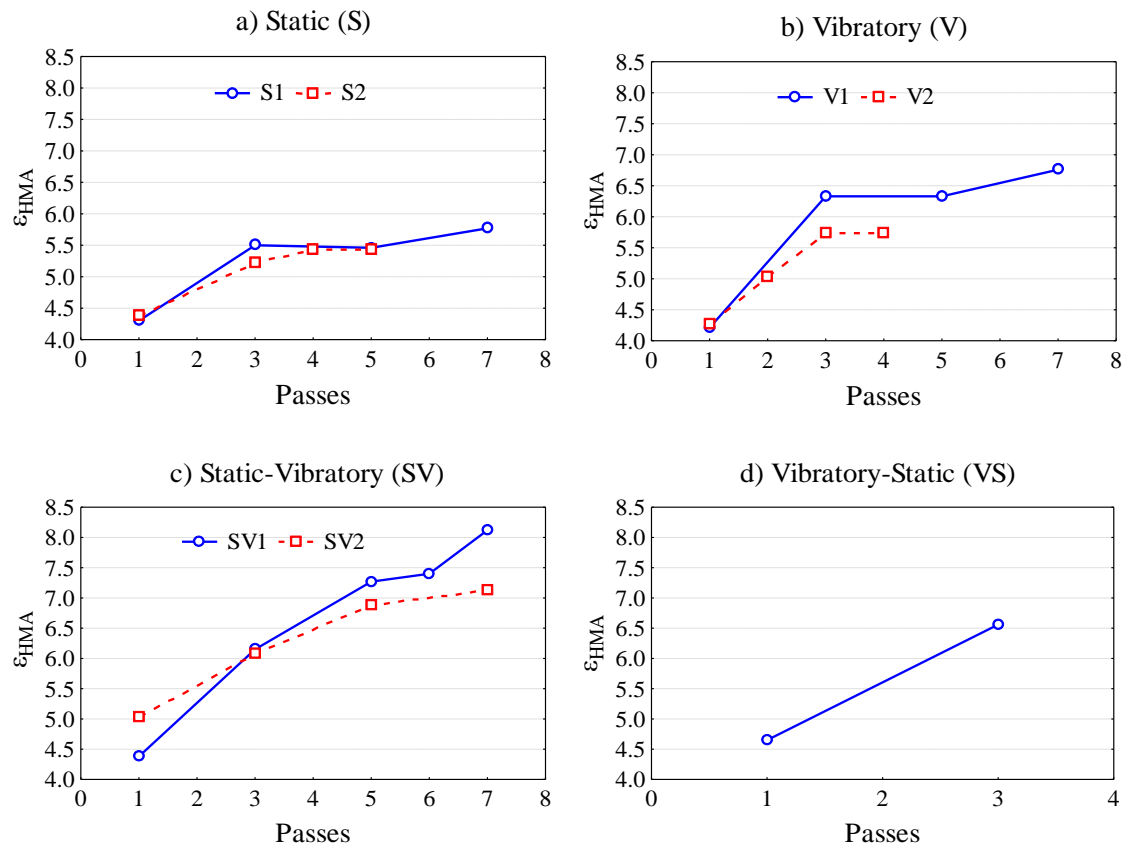 a) Static (S)
8.5
8.0
7.5
7.0
6.5
6.0
5.5
5.0
4.5
4.0
S1 S2
εHMA
0 1 2 3 4 5 6 7 8
Passes
b) Vibratory (V)
8.5
8.0
7.5
7.0
6.5
6.0
5.5
5.0
4.5
4.0
V1 V2
εHMA
0 1 2 3 4 5 6 7 8
Passes
c) Static-Vibratory (SV)
8.5
8.0
7.5
7.0
6.5
6.0
5.5
5.0
4.5
4.0
SV1 SV2
εHMA
0 1 2 3 4 5 6 7 8
Passes
d) Vibratory-Static (VS)
8.5
8.0
7.5
7.0
6.5
6.0
5.5
5.0
4.5
4.0
εHMA
0 1 2 3 4
Passes